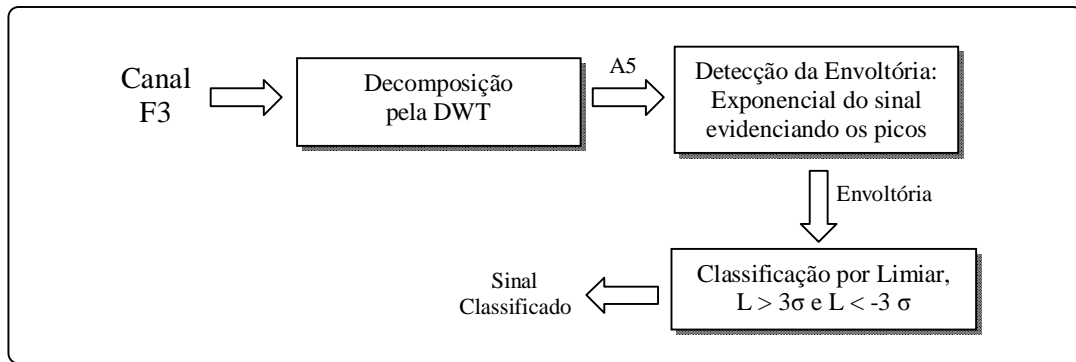 Canal
F3
Decomposição
pela DWT
A5
Detecção da Envoltória:
Exponencial do sinal
evidenciando os picos
Envoltória
Classificação por Limiar,
L > 3σ e L < -3 σ
Sinal
Classificado